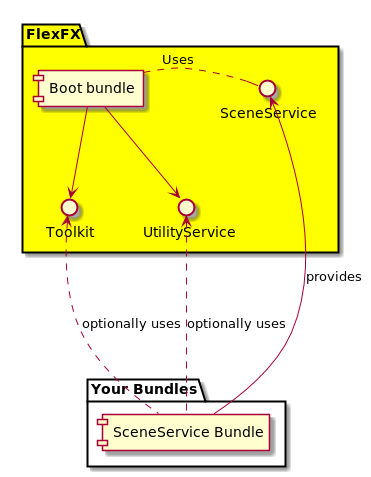 FlexFX
Uses
Boot bundle
SceneService
Toolkit
UtilityService
provides
optionally uses
optionally uses
Your Bundles
SceneService Bundle